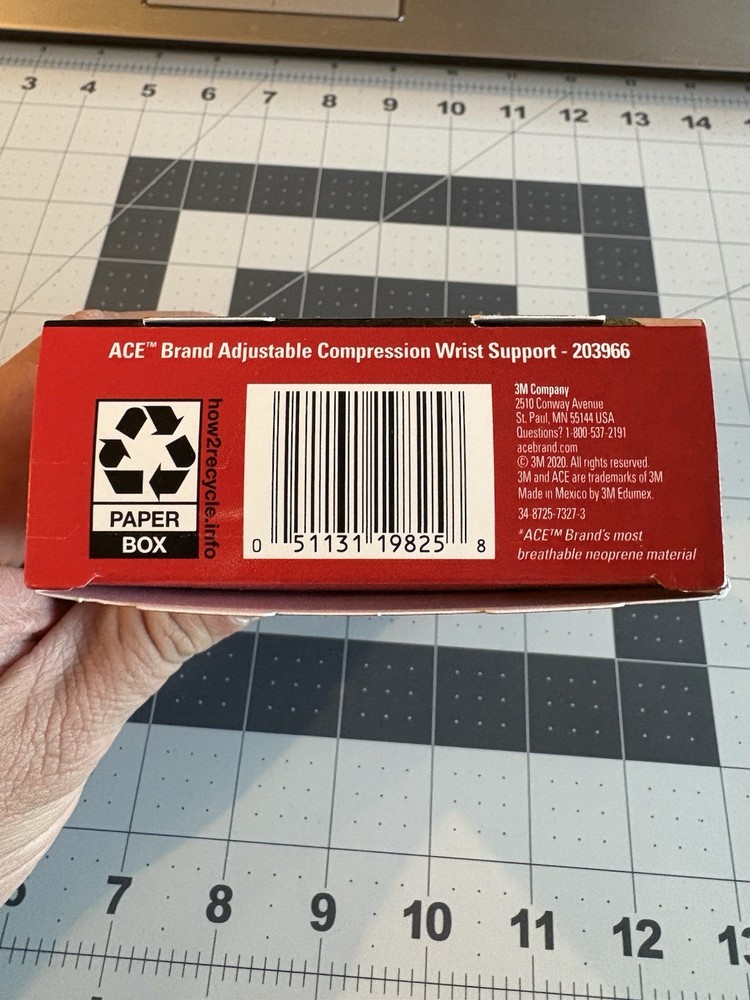 3 4 5 6 7 8 9 10 11 12 13 14
ACE™ Brand Adjustable Compression Wrist Support - 203966
PAPER
BOX
how2recycle.info
0 51131 19825 8
3M Company
2510 Conway Avenue
St. Paul, MN 55144 USA
Questions? 1-800-537-2191
acebrand.com
© 3M 2020. All rights reserved.
3M and ACE are trademarks of 3M
Made in Mexico by 3M Edumex.
34-8725-7327-3
*ACE™ Brand's most
breathable neoprene material
7 8 9 10 11 12